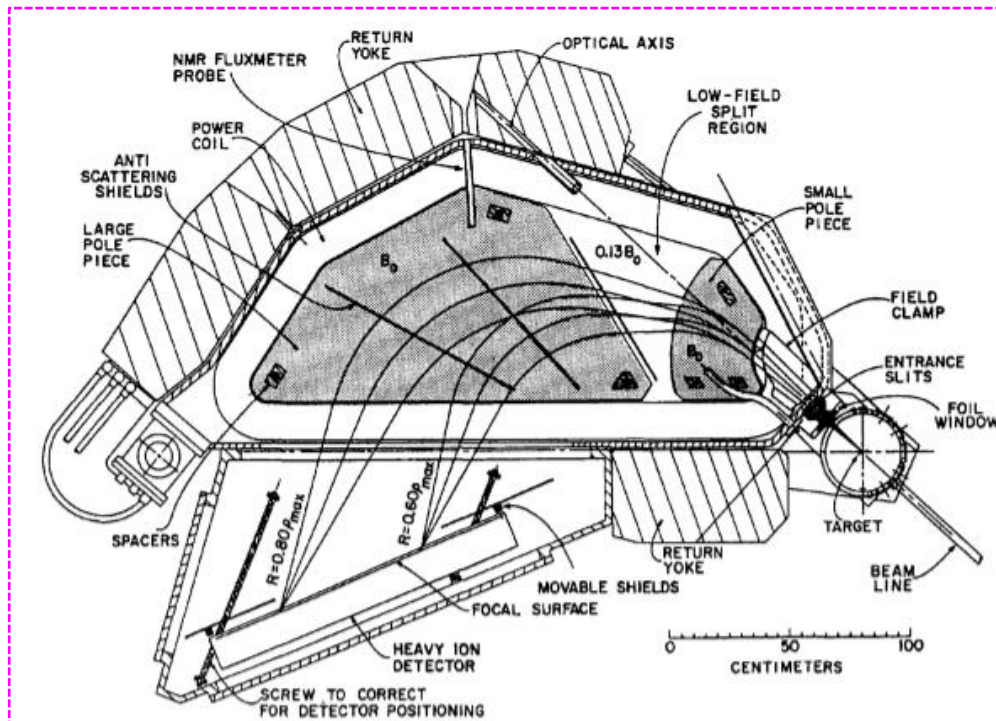 RETURN
YOKE
OPTICAL AXIS
NMR FLUXMETER
PROBE
LOW-FIELD
SPLIT
REGION
POWER
COIL
ANTI
SCATTERING
SHIELDS
SMALL
POLE
PIECE
LARGE
POLE
PIECE
B₀
0.13B₀
FIELD
CLAMP
B₀
ENTRANCE
SLITS
FOIL
WINDOW
R=0.80ρmax
R=0.60ρmax
SPACERS
TARGET
RETURN
YOKE
BEAM
LINE
MOVABLE SHIELDS
FOCAL SURFACE
HEAVY ION
DETECTOR
0 50 100
CENTIMETERS
SCREW TO CORRECT
FOR DETECTOR POSITIONING